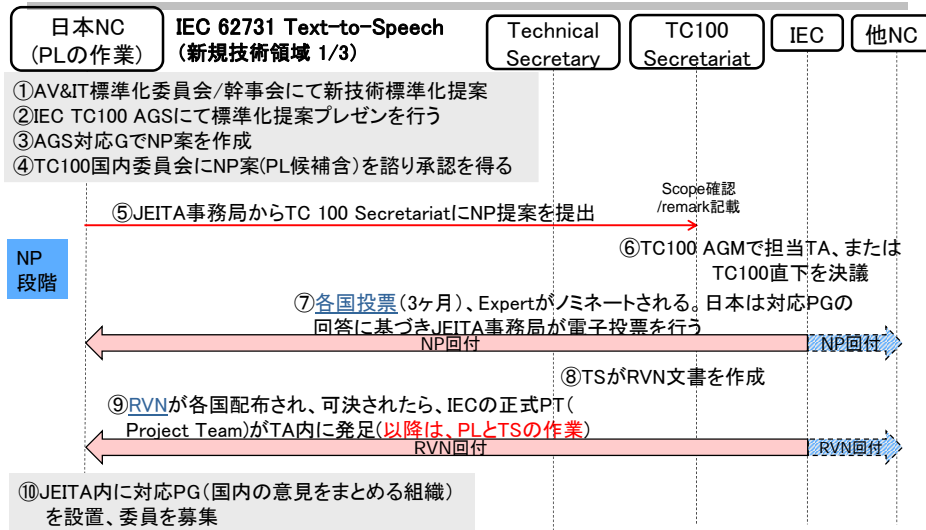 日本NC
(PLの作業)
IEC 62731 Text-to-Speech
(新規技術領域 1/3)
Technical
Secretary
TC100
Secretariat
IEC
他NC
①AV&IT標準化委員会/幹事会にて新技術標準化提案
②IEC TC100 AGSにて標準化提案プレゼンを行う
③AGS対応GでNP案を作成
④TC100国内委員会にNP案(PL候補含)を諮り承認を得る
Scope確認
/remark記載
⑤JEITA事務局からTC 100 SecretariatにNP提案を提出
⑥TC100 AGMで担当TA、または
TC100直下を決議
NP
段階
⑦各国投票(3ヶ月)、Expertがノミネートされる。日本は対応PGの
回答に基づきJEITA事務局が電子投票を行う
NP回付
NP回付
⑧TSがRVN文書を作成
⑨RVNが各国配布され、可決されたら、IECの正式PT(
Project Team)がTA内に発足(以降は、PLとTSの作業)
RVN回付
RVN回付
⑩JEITA内に対応PG(国内の意見をまとめる組織)
を設置、委員を募集